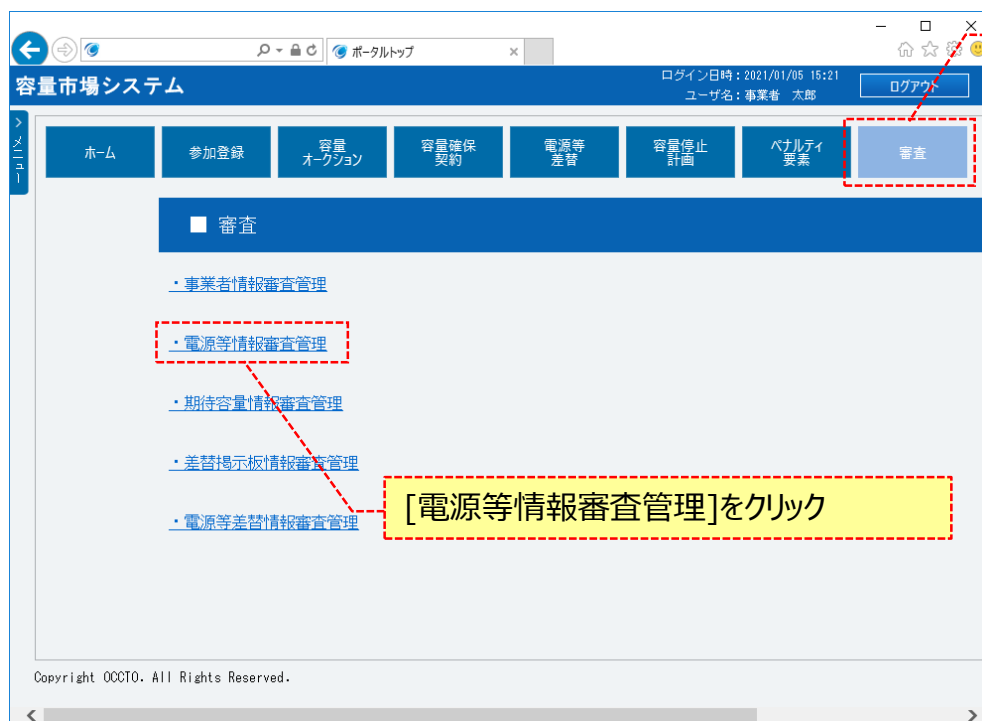 ポータルトップ
容量市場システム
ログイン日時：2021/01/05 15:21
ユーザ名：事業者 太郎
ログアウト
メニュー
ホーム
参加登録
容量
オークション
容量確保
契約
電源等
差替
容量停止
計画
ペナルティ
要素
審査
■ 審査
・事業者情報審査管理
・電源等情報審査管理
・期待容量情報審査管理
・差替掲示板情報審査管理
[電源等情報審査管理]をクリック
・電源等差替情報審査管理
Copyright OCCTO. All Rights Reserved.